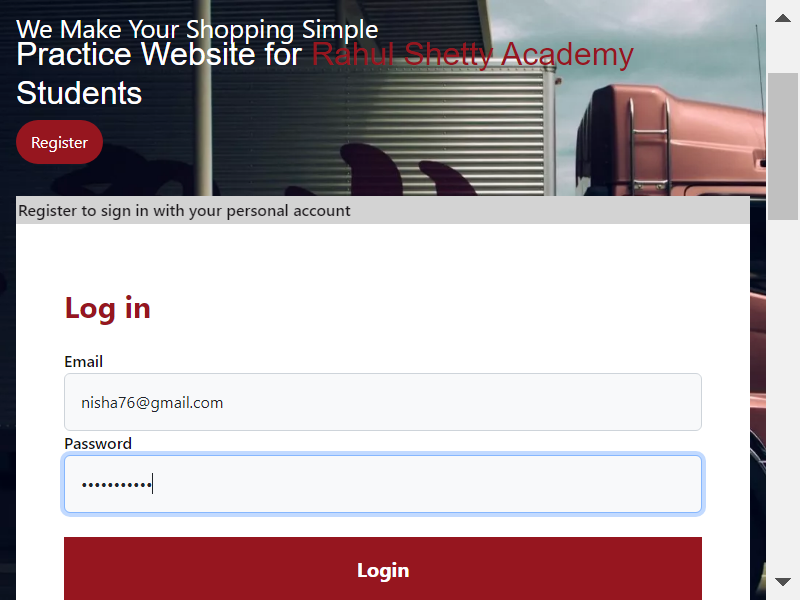 We Make Your Shopping Simple
Practice Website for Rahul Shetty Academy
Students
Register
Register to sign in with your personal account
Log in
Email
nisha76@gmail.com
Password
•••••••••••
Login